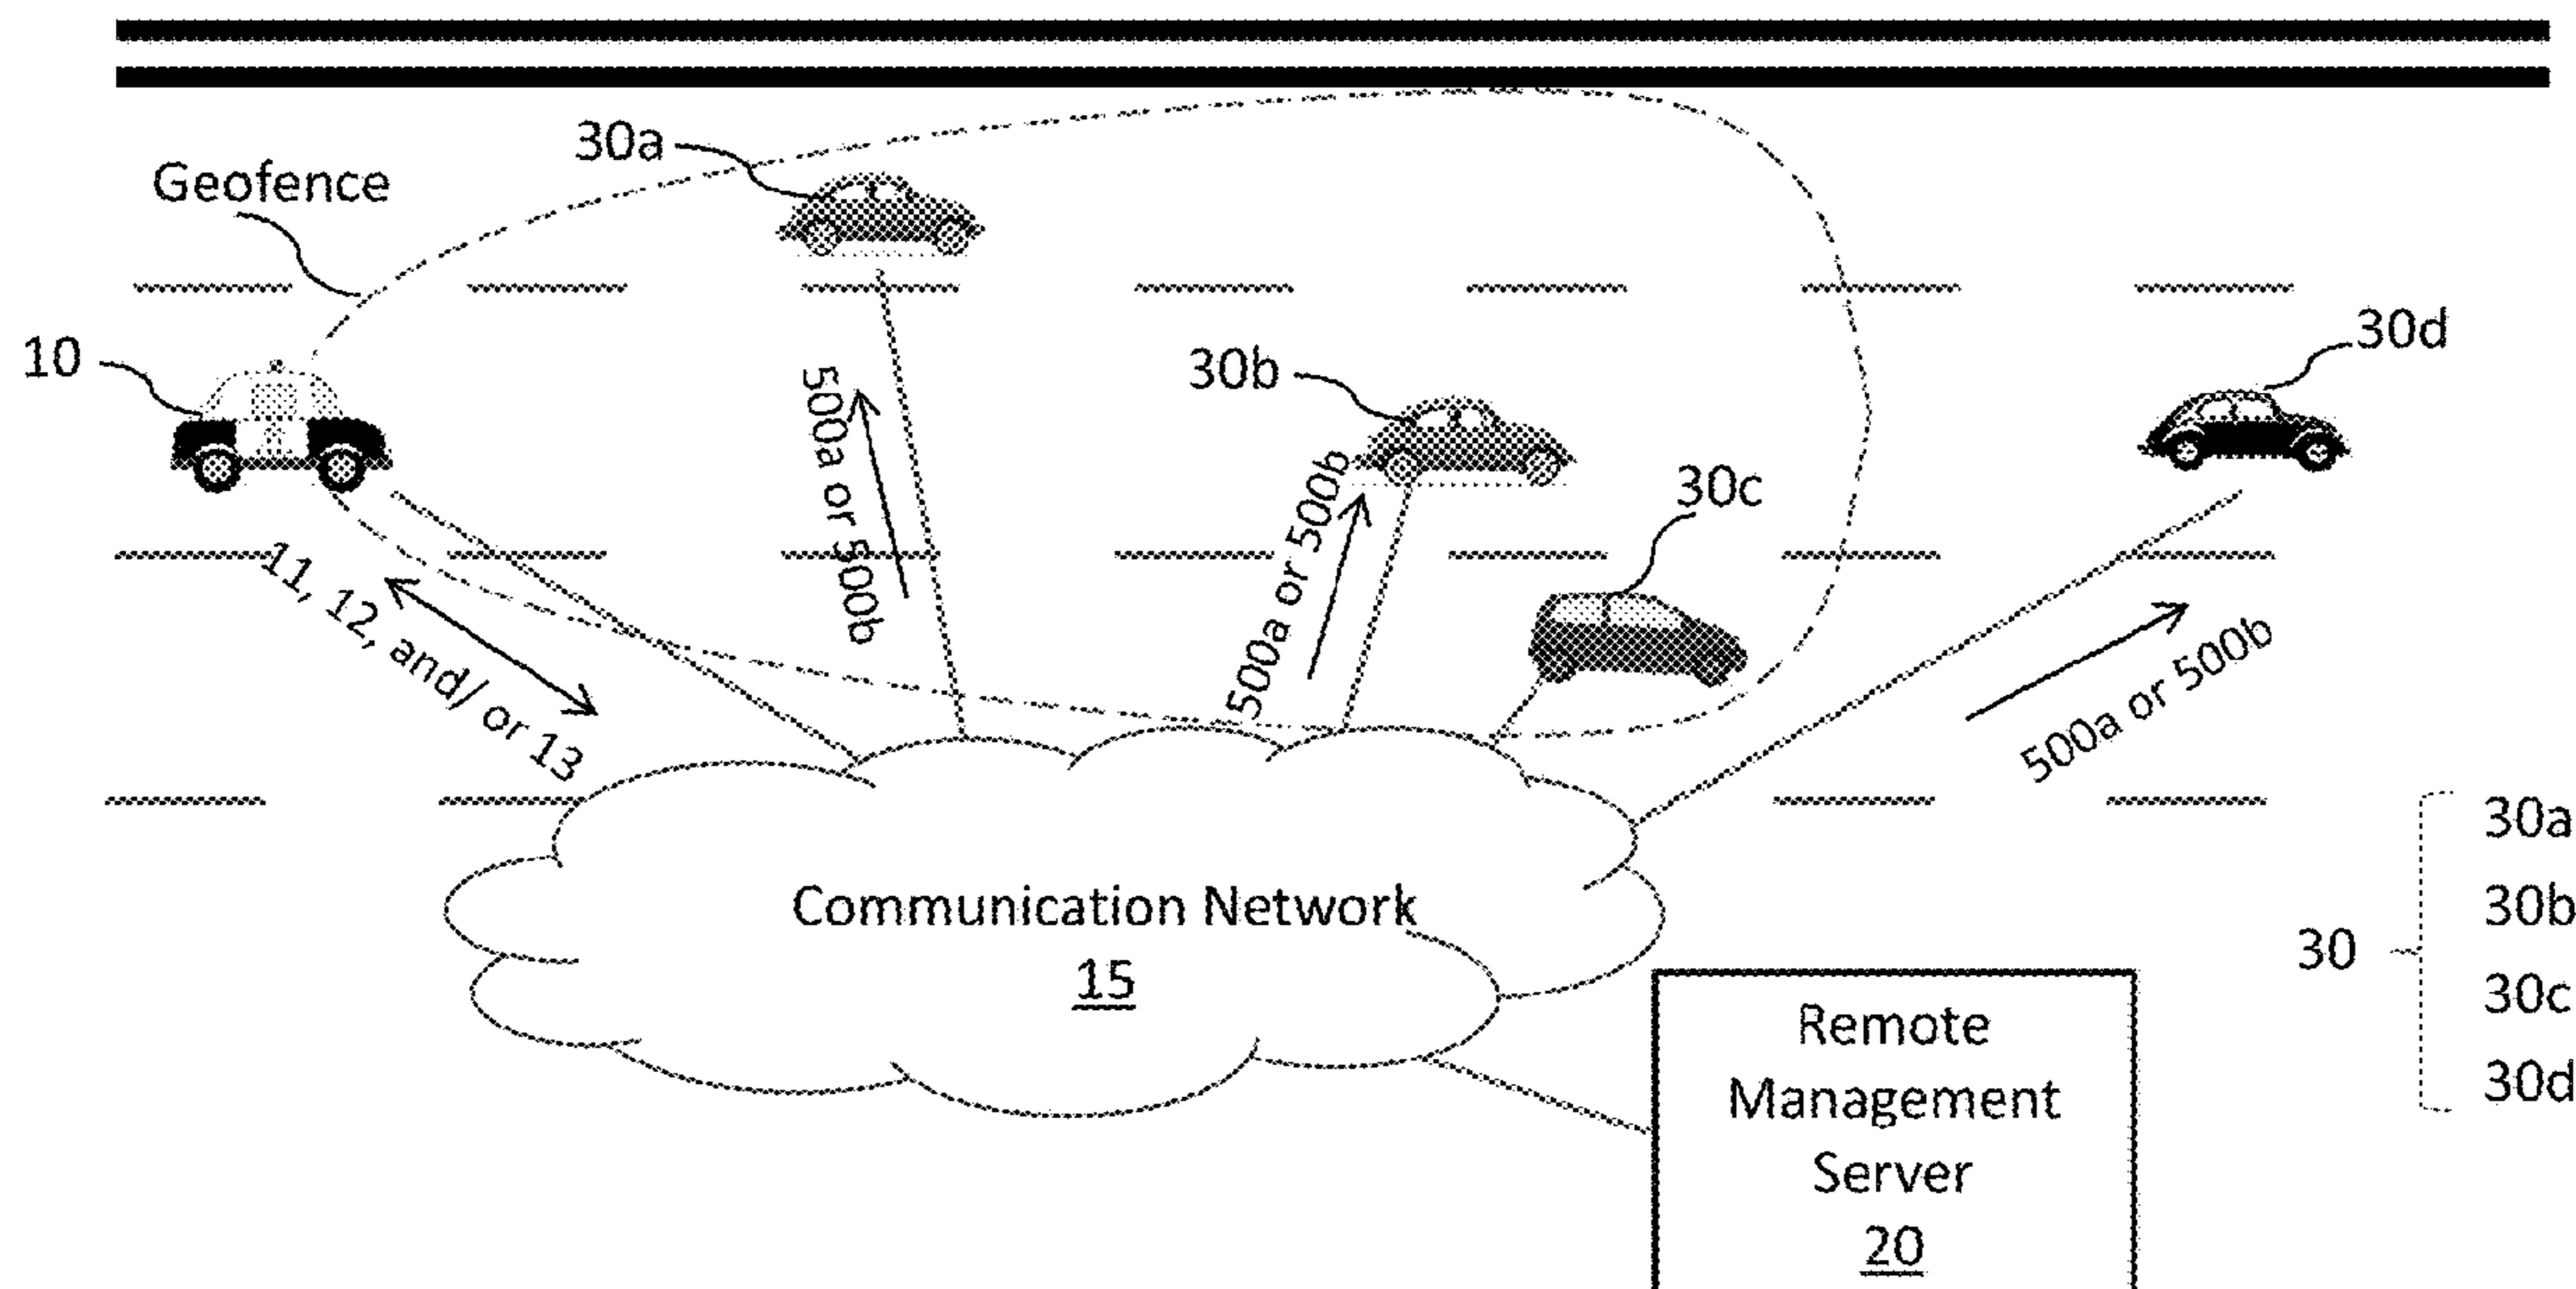 30a
Geofence
10
30d
30b
30c
500a or 500b
500a or 500b
11, 12, and/ or 13
500a or 500b
Communication Network
15
Remote
Management
Server
20
30
30a
30b
30c
30d